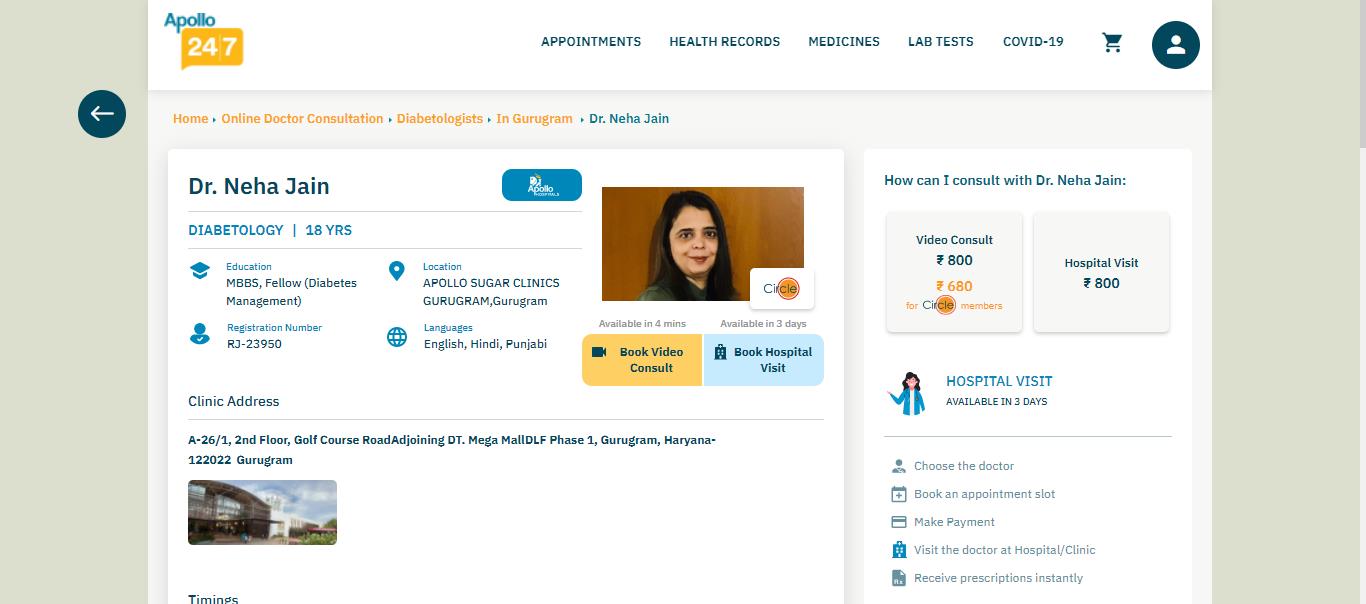 Apollo
24|7
APPOINTMENTS
HEALTH RECORDS
MEDICINES
LAB TESTS
COVID-19
Home
Online Doctor Consultation
Diabetologists
In Gurugram
Dr. Neha Jain
Dr. Neha Jain
Apollo
HOSPITALS
DIABETOLOGY | 18 YRS
Education
MBBS, Fellow (Diabetes
Management)
Location
APOLLO SUGAR CLINICS
GURUGRAM,Gurugram
Registration Number
RJ-23950
Languages
English, Hindi, Punjabi
Circle
Available in 4 mins
Available in 3 days
Book Video
Consult
Book Hospital
Visit
Clinic Address
A-26/1, 2nd Floor, Golf Course RoadAdjoining DT. Mega MallDLF Phase 1, Gurugram, Haryana-
122022 Gurugram
Timings
How can I consult with Dr. Neha Jain:
Video Consult
₹ 800
₹ 680
for Circle members
Hospital Visit
₹ 800
HOSPITAL VISIT
AVAILABLE IN 3 DAYS
Choose the doctor
Book an appointment slot
Make Payment
Visit the doctor at Hospital/Clinic
Rx
Receive prescriptions instantly